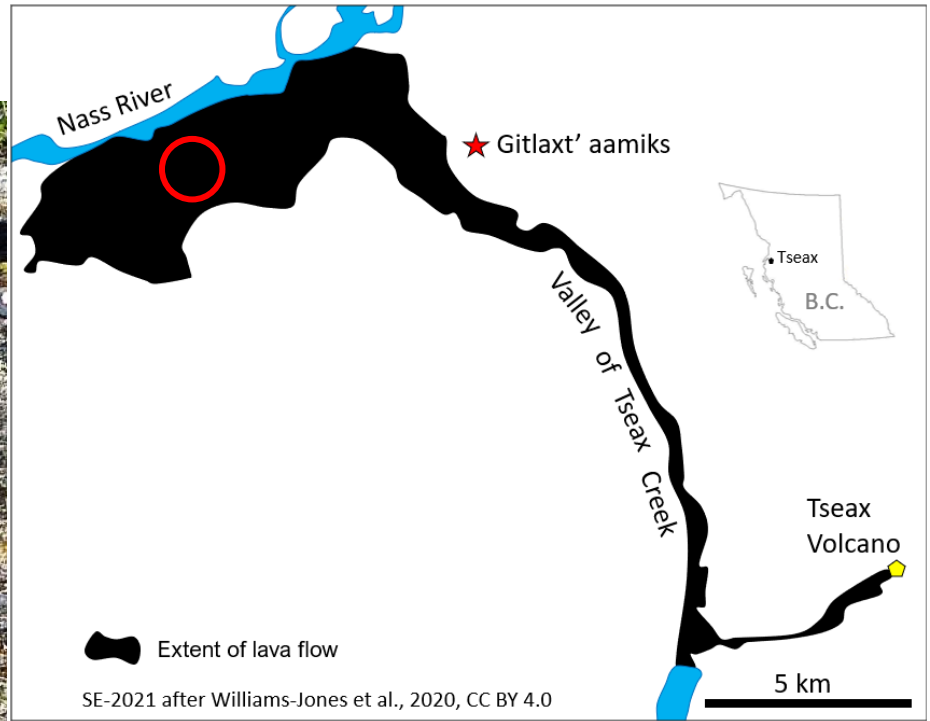 Nass River
Gitlaxt' aamiks
Tseax
B.C.
Valley of Tseax Creek
Tseax
Volcano
Extent of lava flow
5 km
SE-2021 after Williams-Jones et al., 2020, CC BY 4.0